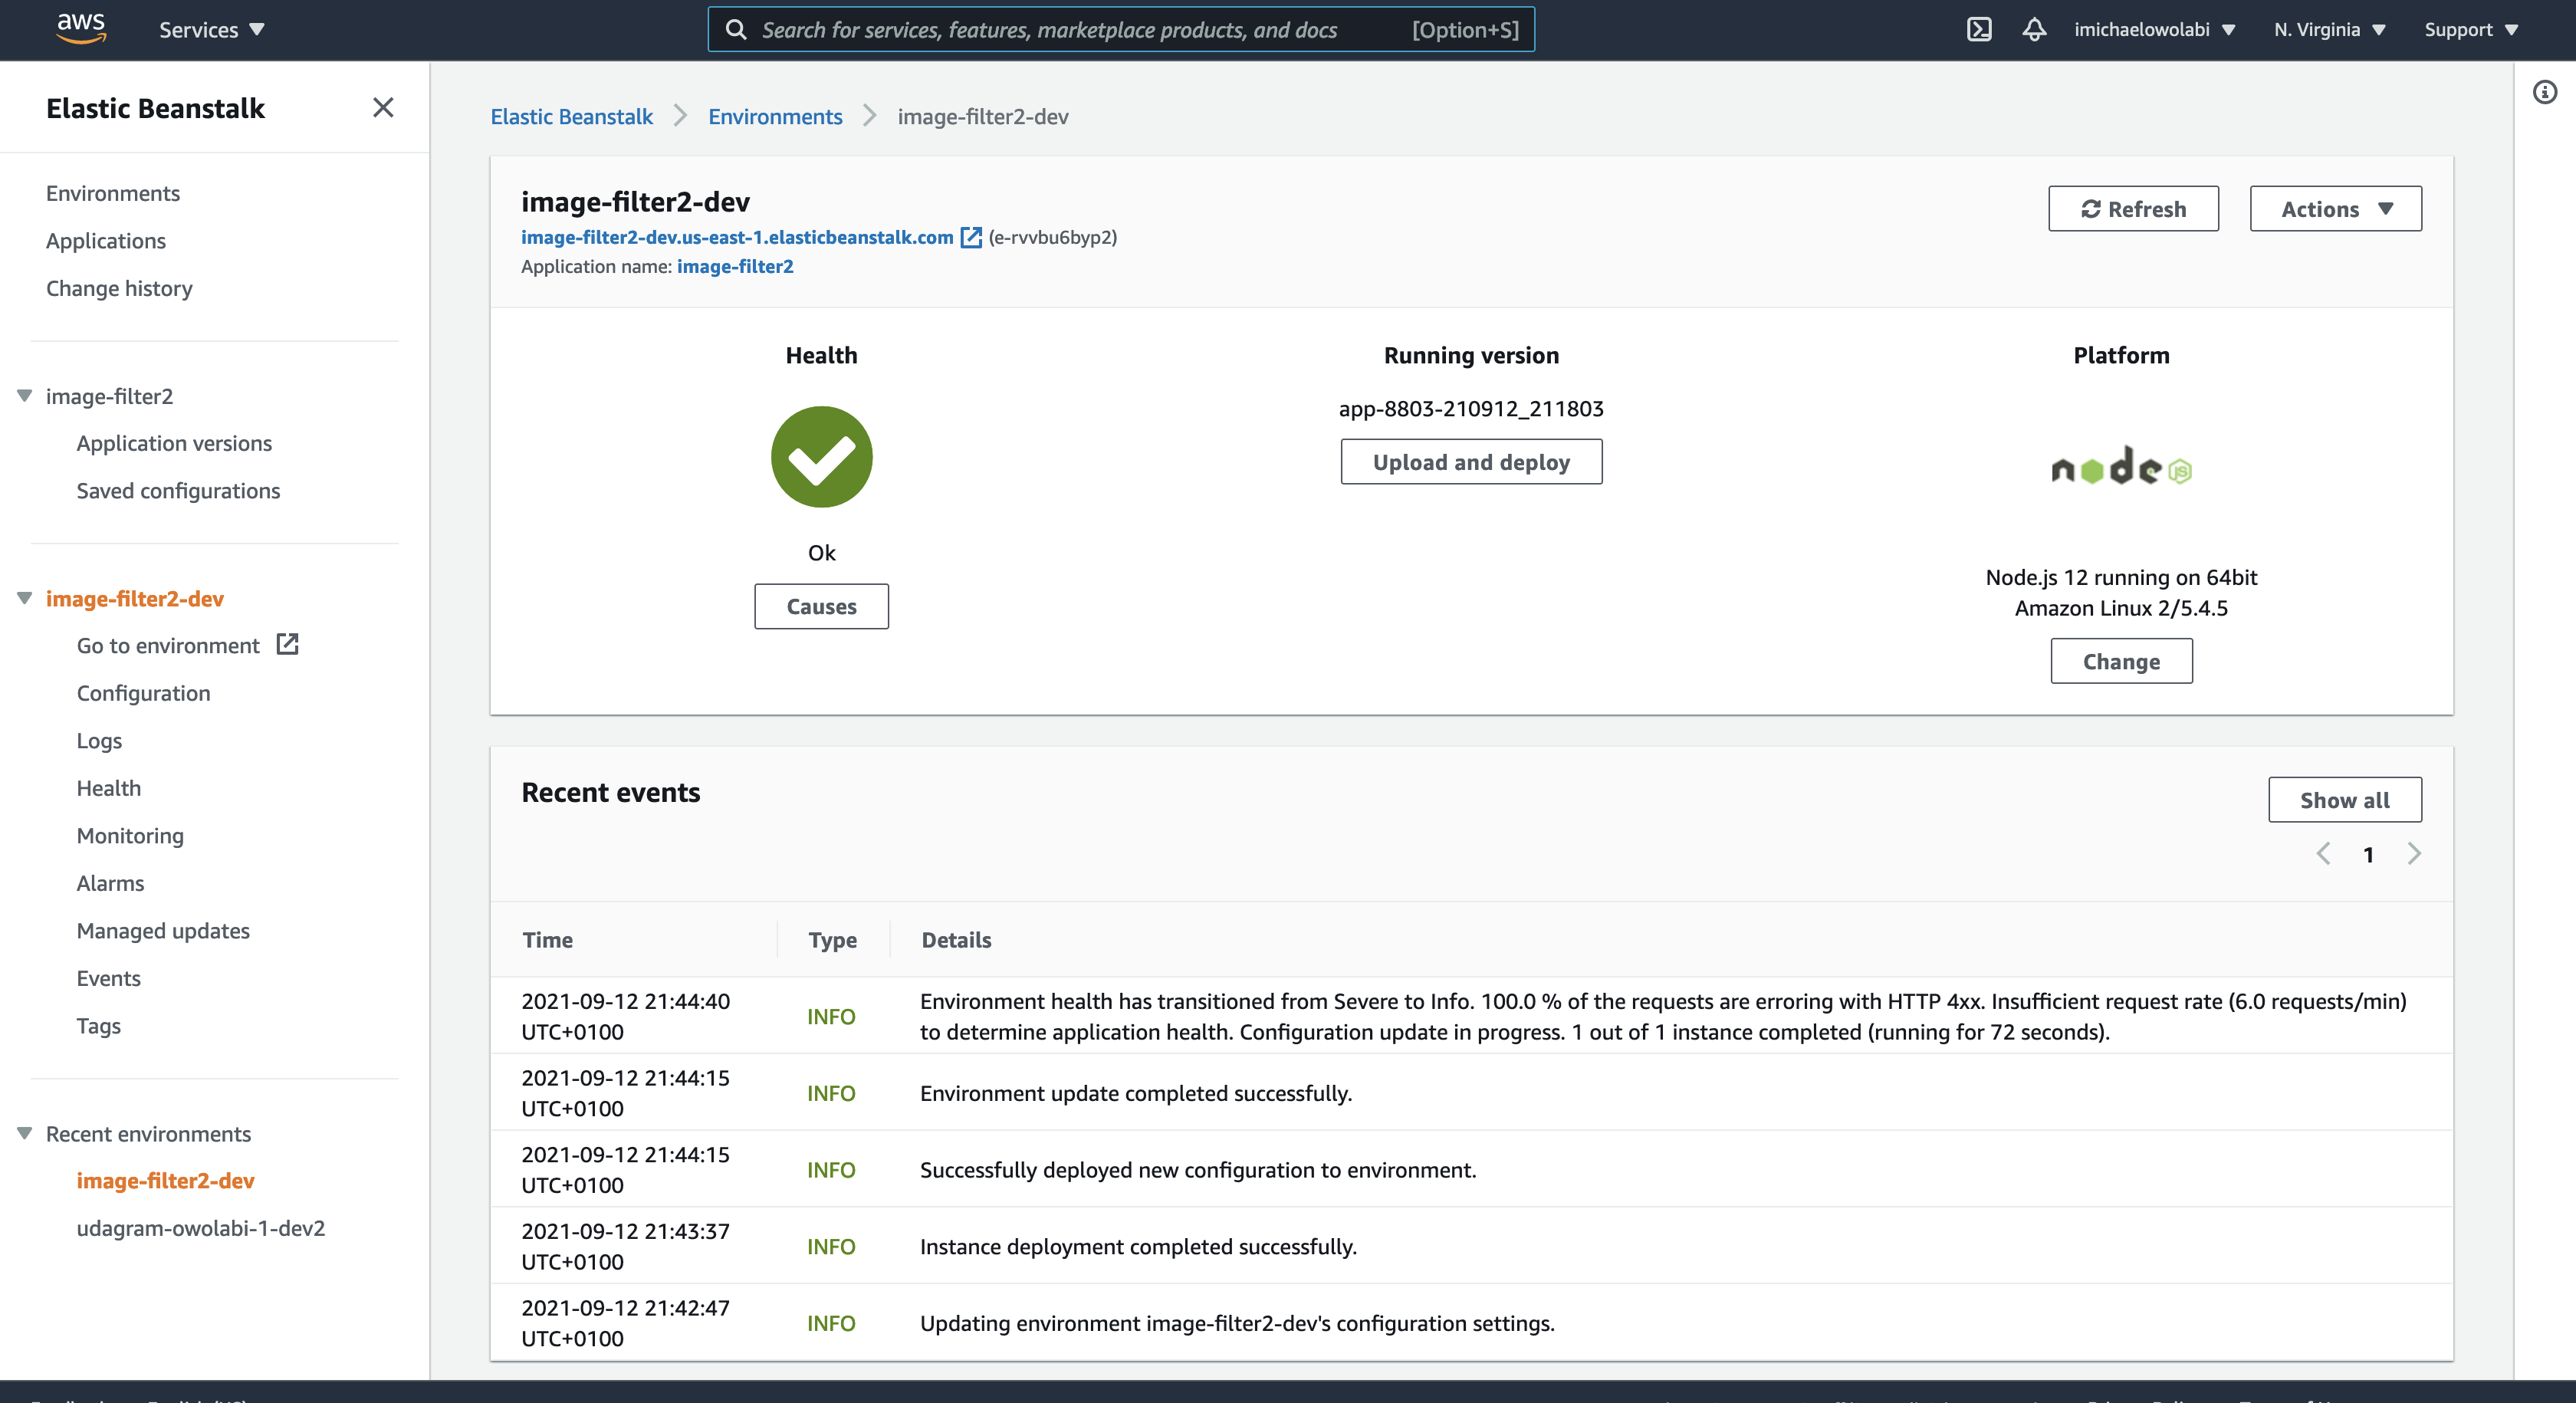 aws
Services
Search for services, features, marketplace products, and docs
[Option+S]
imichaelowolabi
N. Virginia
Support
Elastic Beanstalk
Environments
Applications
Change history
image-filter2
Application versions
Saved configurations
image-filter2-dev
Go to environment
Configuration
Logs
Health
Monitoring
Alarms
Managed updates
Events
Tags
Recent environments
image-filter2-dev
udagram-owolabi-1-dev2
Elastic Beanstalk
Environments
image-filter2-dev
image-filter2-dev
image-filter2-dev.us-east-1.elasticbeanstalk.com (e-rvvbu6byp2)
Application name: image-filter2
Refresh
Actions
Health
Ok
Causes
Running version
app-8803-210912_211803
Upload and deploy
Platform
node JS
Node.js 12 running on 64bit
Amazon Linux 2/5.4.5
Change
Recent events
Show all
1
Time
Type
Details
2021-09-12 21:44:40
UTC+0100
INFO
Environment health has transitioned from Severe to Info. 100.0 % of the requests are erroring with HTTP 4xx. Insufficient request rate (6.0 requests/min)
to determine application health. Configuration update in progress. 1 out of 1 instance completed (running for 72 seconds).
2021-09-12 21:44:15
UTC+0100
INFO
Environment update completed successfully.
2021-09-12 21:44:15
UTC+0100
INFO
Successfully deployed new configuration to environment.
2021-09-12 21:43:37
UTC+0100
INFO
Instance deployment completed successfully.
2021-09-12 21:42:47
UTC+0100
INFO
Updating environment image-filter2-dev's configuration settings.